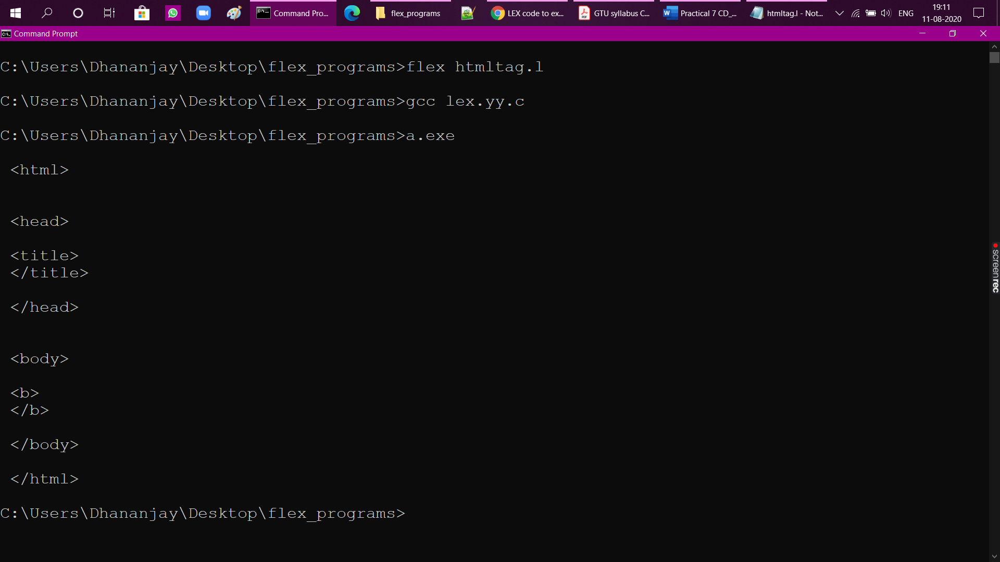 Command Pro...
flex_programs
LEX code to ex...
GTU syllabus C...
Practical 7 CD_...
htmltag.l - Not...
ENG
19:11
11-08-2020
Command Prompt
C:\Users\Dhananjay\Desktop\flex_programs>flex htmltag.l
C:\Users\Dhananjay\Desktop\flex_programs>gcc lex.yy.c
C:\Users\Dhananjay\Desktop\flex_programs>a.exe
<html>
<head>
<title>
</title>
</head>
<body>
<b>
</b>
</body>
</html>
C:\Users\Dhananjay\Desktop\flex_programs>
screenrec